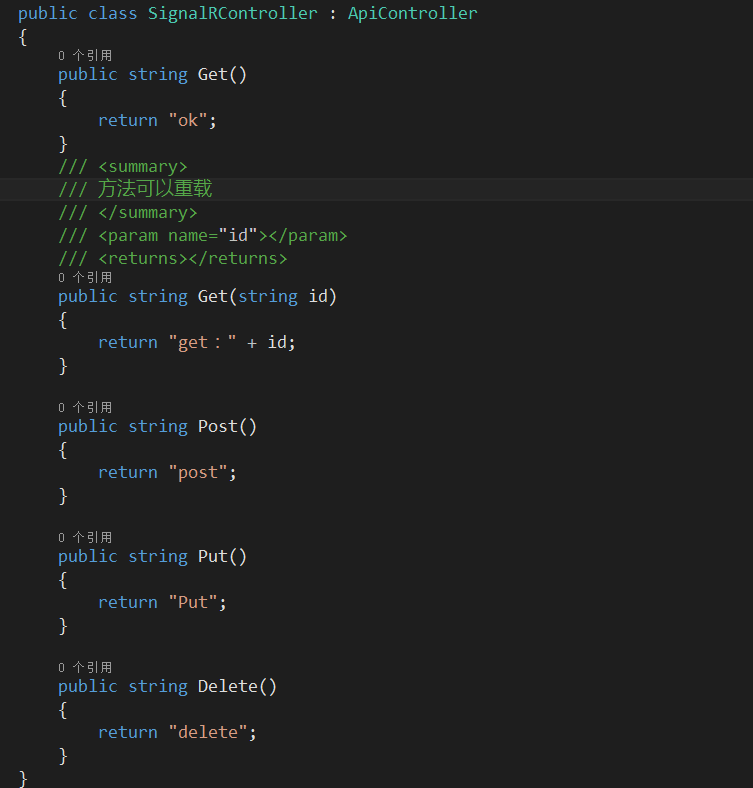 public class SignalRController : ApiController
{
0 个引用
public string Get()
{
return "ok";
}
/// <summary>
/// 方法可以重载
/// </summary>
/// <param name="id"></param>
/// <returns></returns>
0 个引用
public string Get(string id)
{
return "get：" + id;
}
0 个引用
public string Post()
{
return "post";
}
0 个引用
public string Put()
{
return "Put";
}
0 个引用
public string Delete()
{
return "delete";
}
}